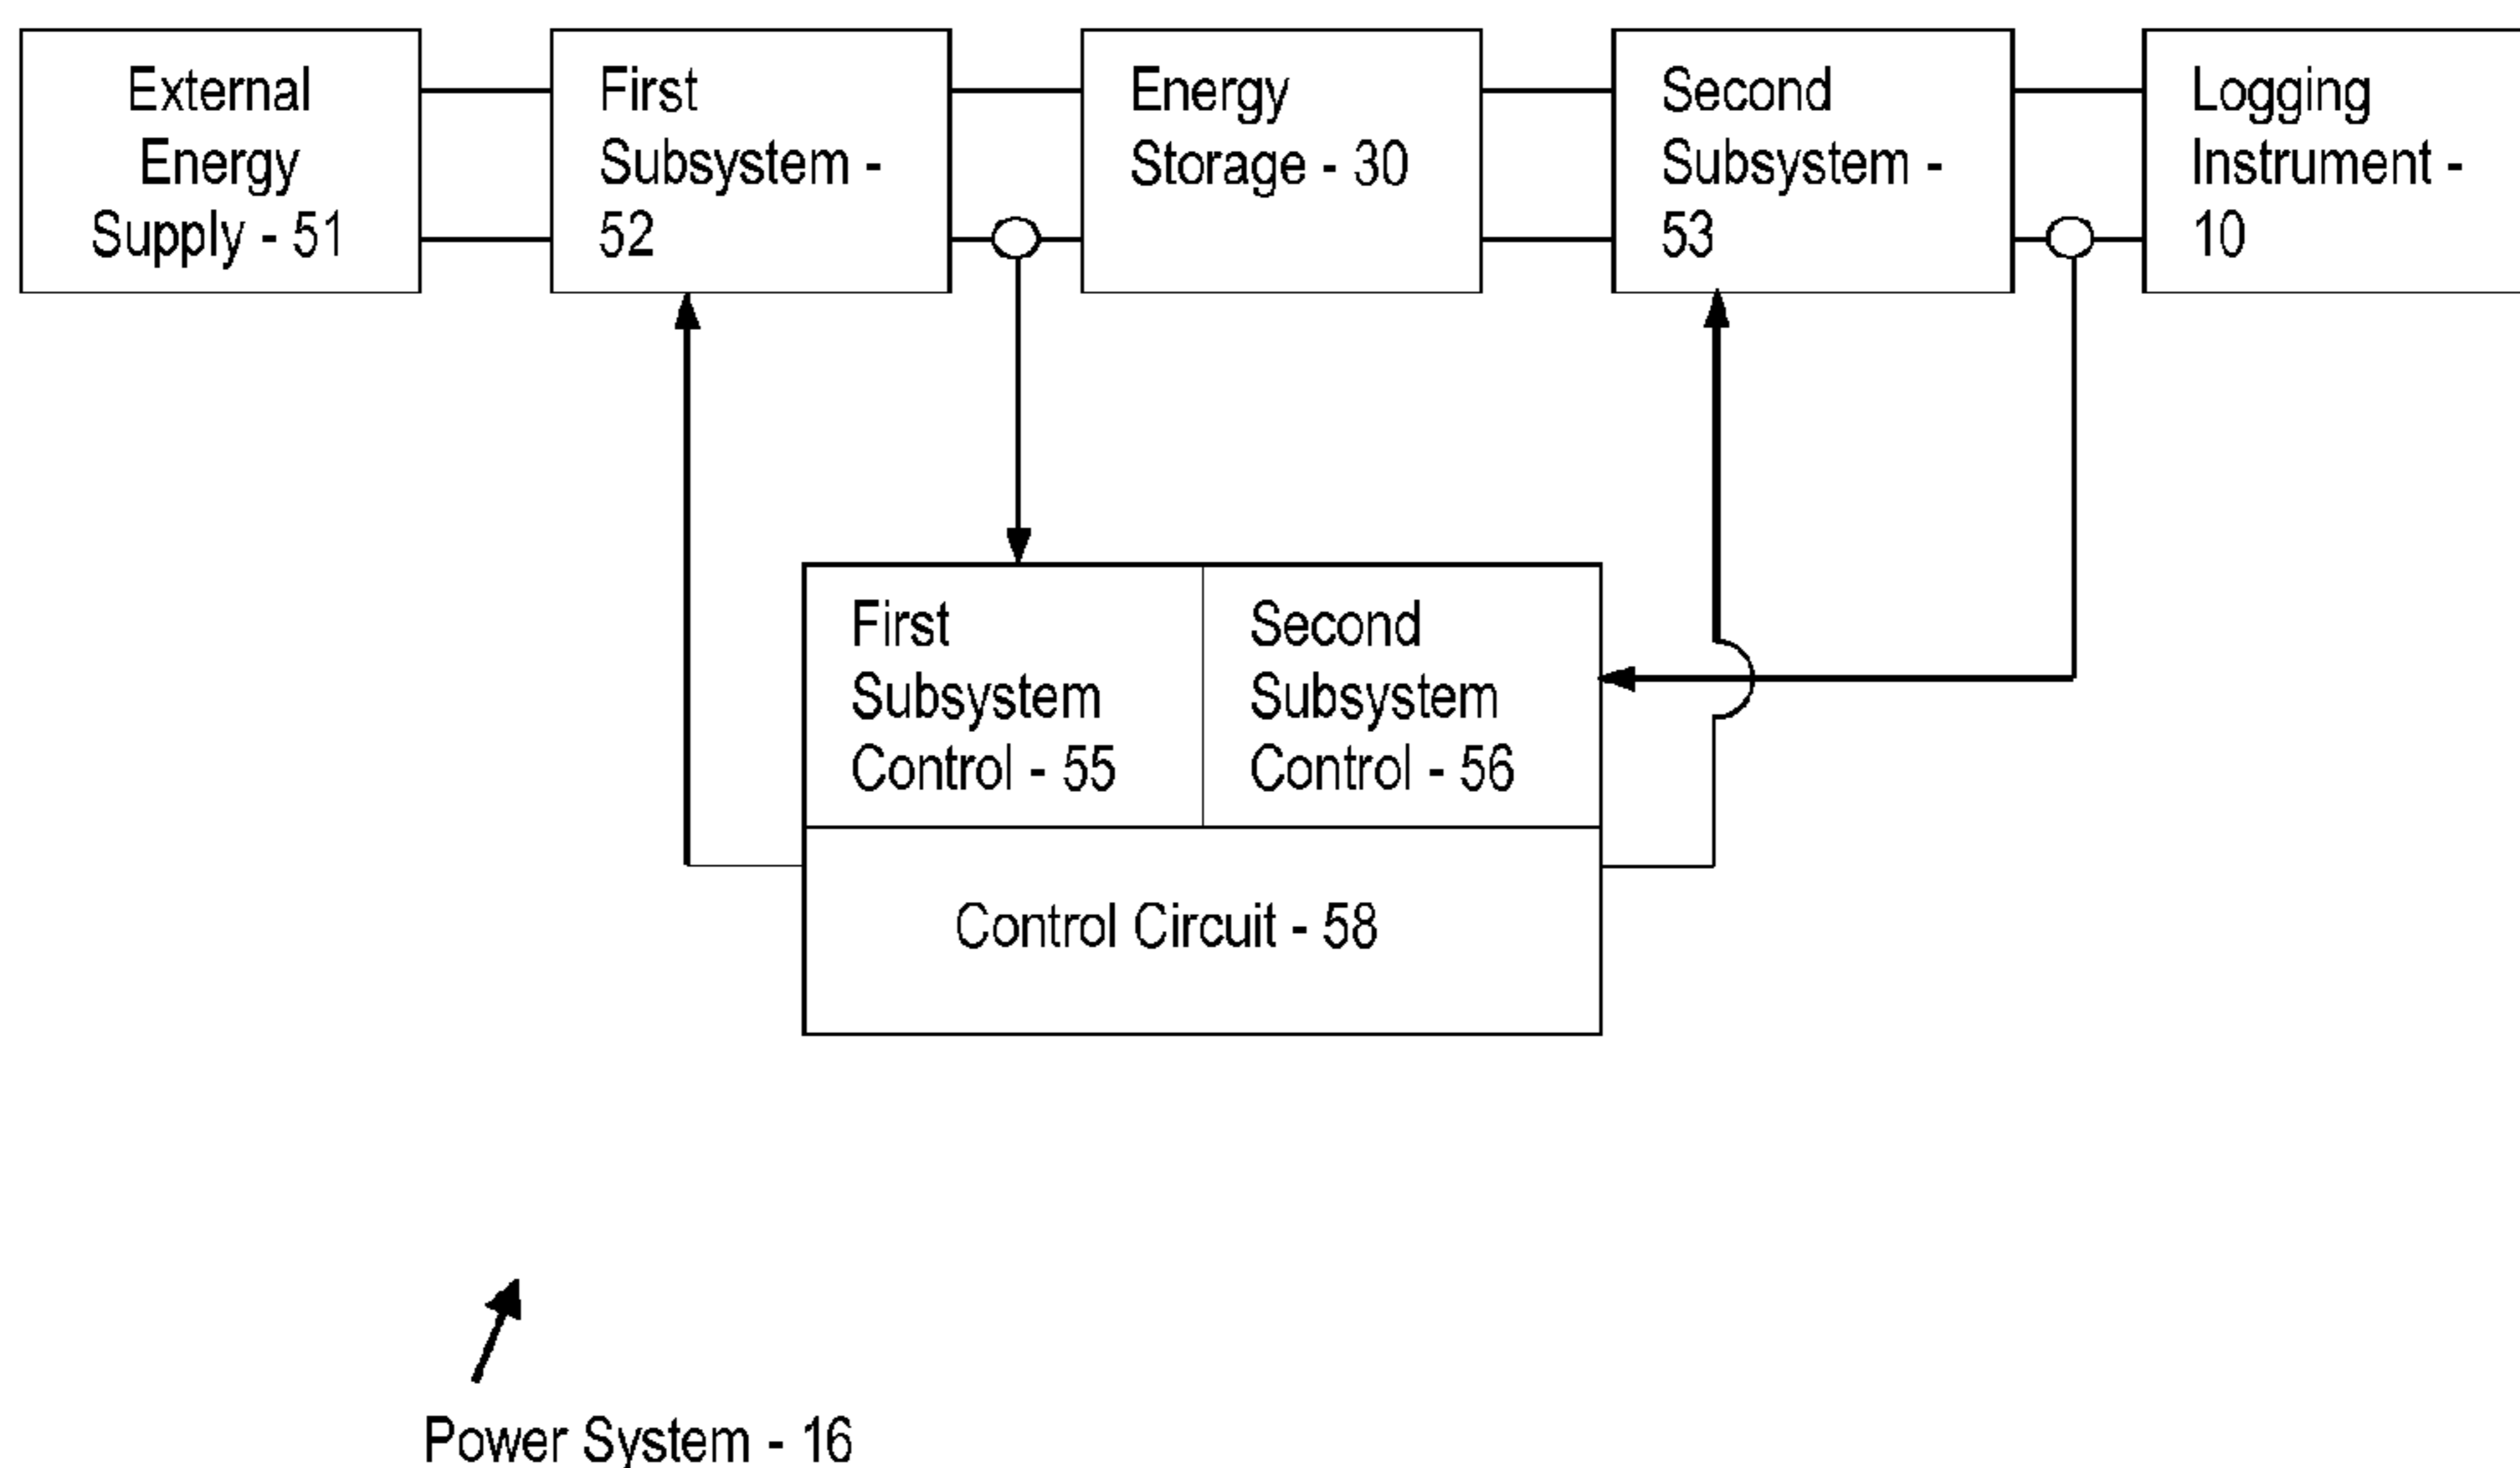 External
Energy
Supply - 51
First
Subsystem -
52
Energy
Storage - 30
Second
Subsystem -
53
Logging
Instrument -
10
First
Subsystem
Control - 55
Second
Subsystem
Control - 56
Control Circuit - 58
Power System - 16